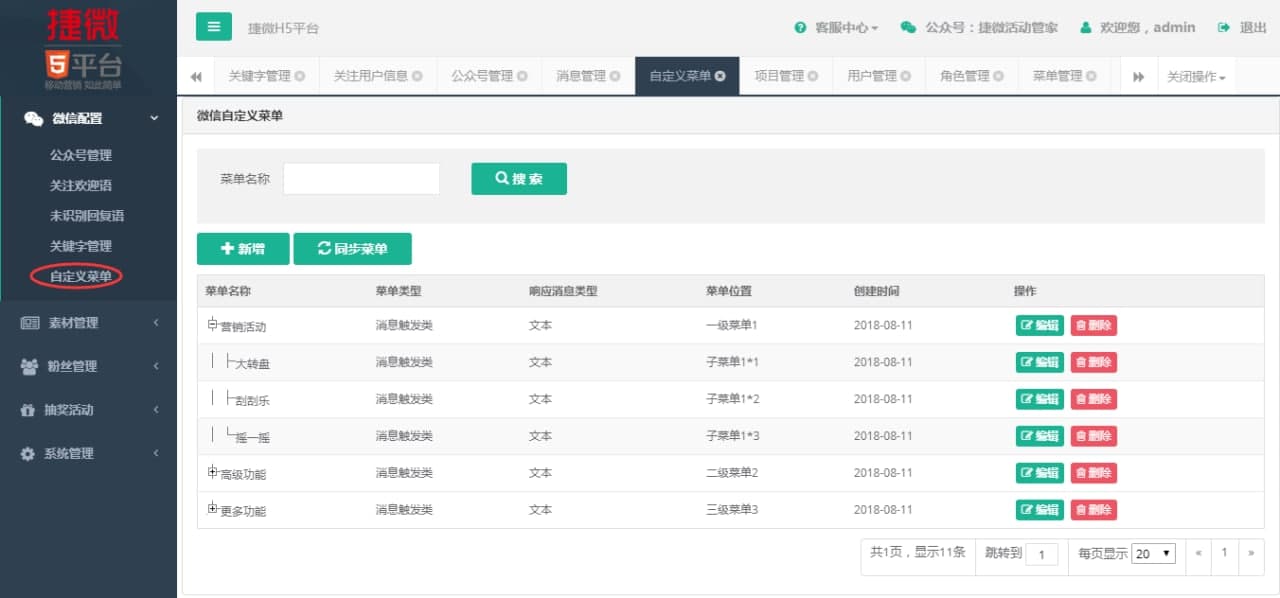 捷微
5平台
移动营销 如此简单
捷微H5平台
客服中心
公众号：捷微活动管家
欢迎您，admin
退出
关键字管理
关注用户信息
公众号管理
消息管理
自定义菜单
项目管理
用户管理
角色管理
菜单管理
关闭操作
微信配置
公众号管理
关注欢迎语
未识别回复语
关键字管理
自定义菜单
素材管理
粉丝管理
抽奖活动
系统管理
微信自定义菜单
菜单名称
搜 索
新增
同步菜单
菜单名称 菜单类型 响应消息类型 菜单位置 创建时间 操作
营销活动 消息触发类 文本 一级菜单1 2018-08-11 编辑 删除
大转盘 消息触发类 文本 子菜单1*1 2018-08-11 编辑 删除
刮刮乐 消息触发类 文本 子菜单1*2 2018-08-11 编辑 删除
摇一摇 消息触发类 文本 子菜单1*3 2018-08-11 编辑 删除
高级功能 消息触发类 文本 二级菜单2 2018-08-11 编辑 删除
更多功能 消息触发类 文本 三级菜单3 2018-08-11 编辑 删除
共1页，显示11条 跳转到 1 每页显示 20 « 1 »